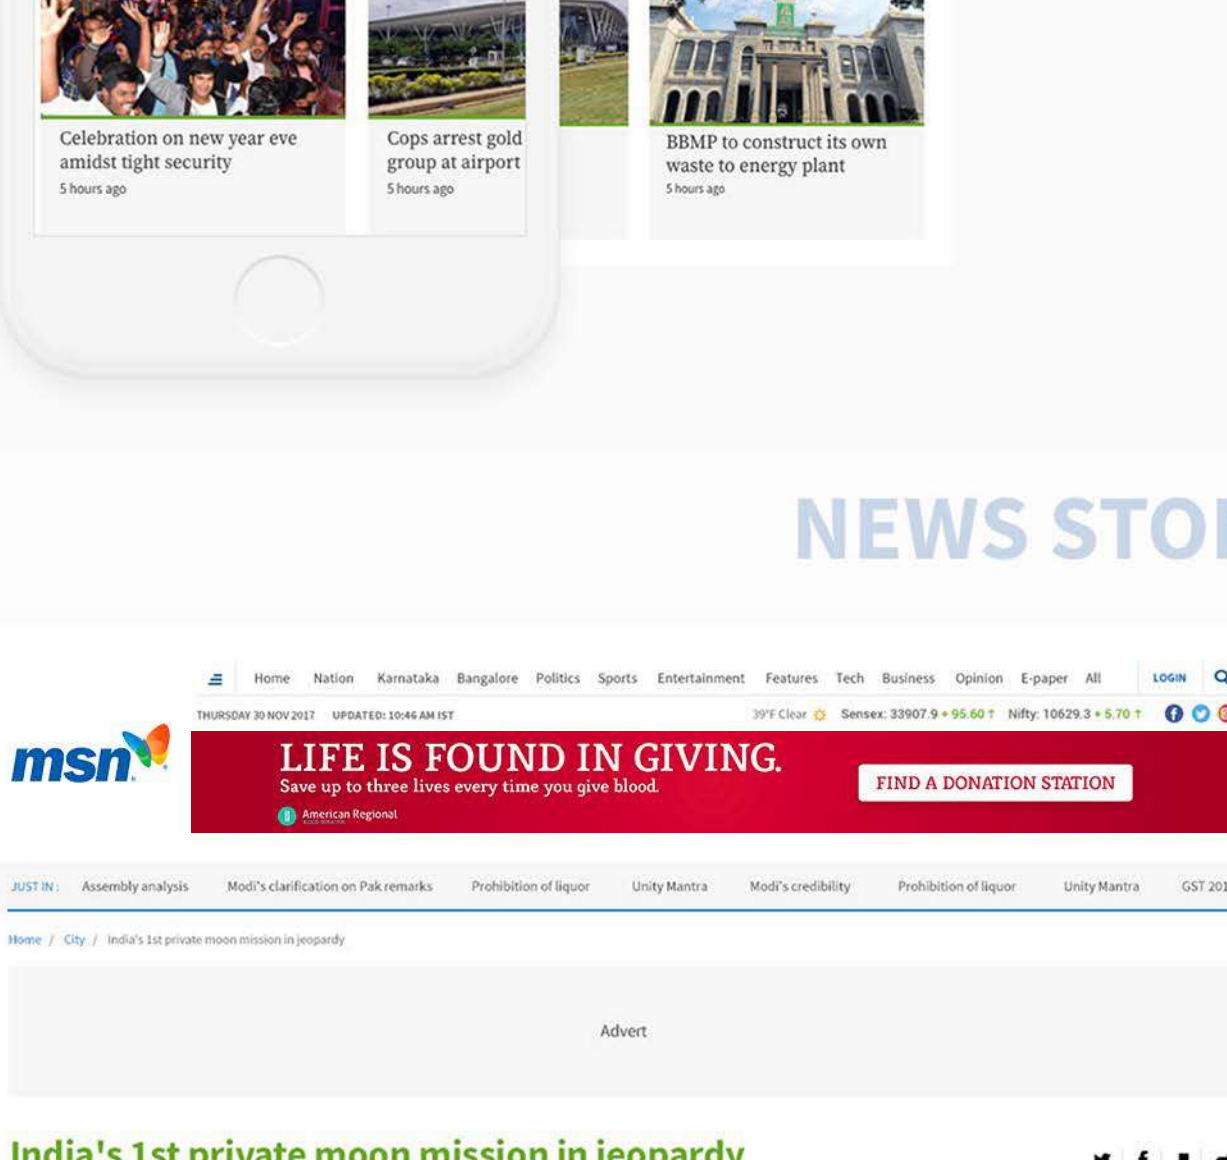 Celebration on new year eve
amidst tight security
5 hours ago
Cops arrest gold
group at airport
5 hours ago
BBMP to construct its own
waste to energy plant
5 hours ago
NEWS
Home Nation Karnataka Bangalore Politics Sports Entertainment Features Tech Business Opinion E-paper All LOGIN
THURSDAY 30 NOV 2017 UPDATED: 10:46 AM IST 39°F Clear Sensex: 33907.9 + 95.60 ↑ Nifty: 10629.3 + 5.70 ↑
msn
LIFE IS FOUND IN GIVING.
Save up to three lives every time you give blood.
FIND A DONATION STATION
American Regional
JUST IN : Assembly analysis Modi's clarification on Pak remarks Prohibition of liquor Unity Mantra Modi's credibility Prohibition of liquor Unity Mantra GST
Home / City / India's 1st private moon mission in jeopardy
Advert
India's 1st private moon mission in jeopardy